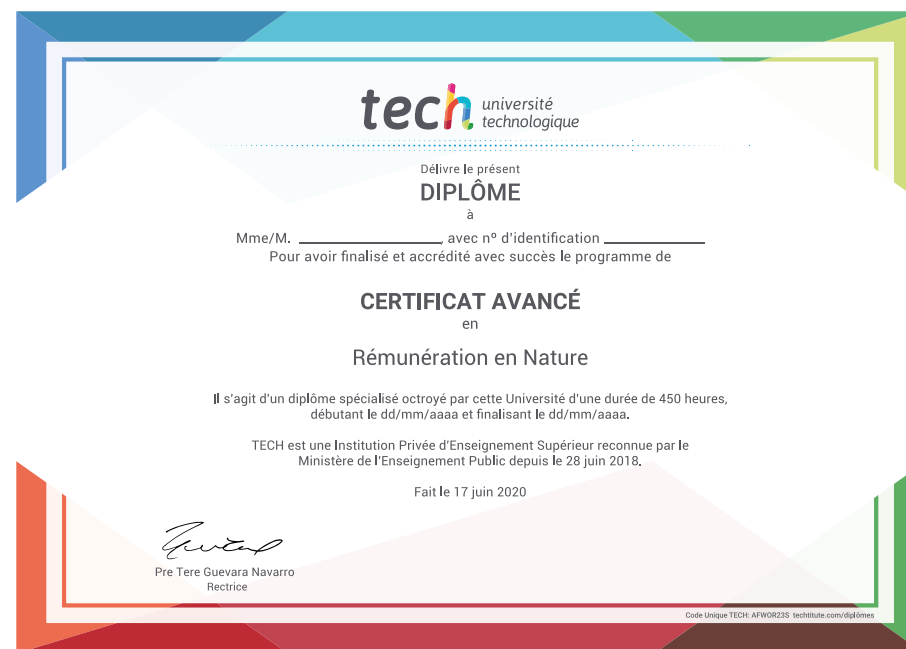 tech université
technologique
Délivre le présent
DIPLÔME
à
Mme/M. ____________________, avec nº d'identification ______________
Pour avoir finalisé et accrédité avec succès le programme de
CERTIFICAT AVANCÉ
en
Rémunération en Nature
Il s'agit d'un diplôme spécialisé octroyé par cette Université d'une durée de 450 heures,
débutant le dd/mm/aaaa et finalisant le dd/mm/aaaa.
TECH est une Institution Privée d'Enseignement Supérieur reconnue par le
Ministère de l'Enseignement Public depuis le 28 juin 2018.
Fait le 17 juin 2020
Pre Tere Guevara Navarro
Rectrice
Code Unique TECH: AFWOR23S techtitute.com/diplômes